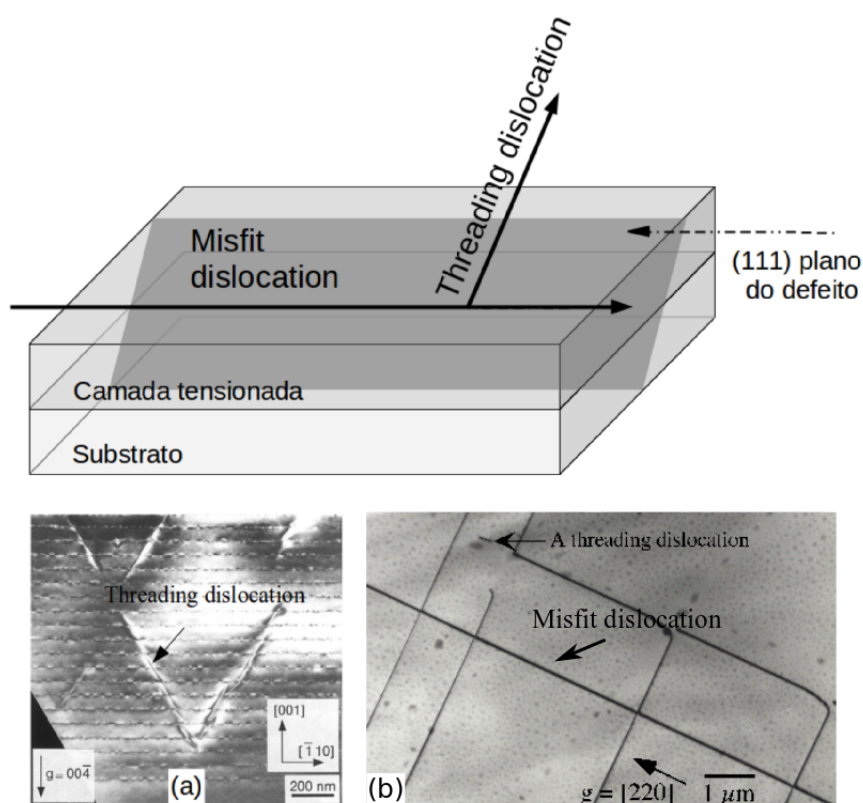 Threading dislocation
Misfit
dislocation
(111) plano
do defeito
Camada tensionada
Substrato
Threading dislocation
[001]
[1̄10]
g=004̄
(a)
200 nm
A threading dislocation
Misfit dislocation
(b)
g = [220]
1 µm